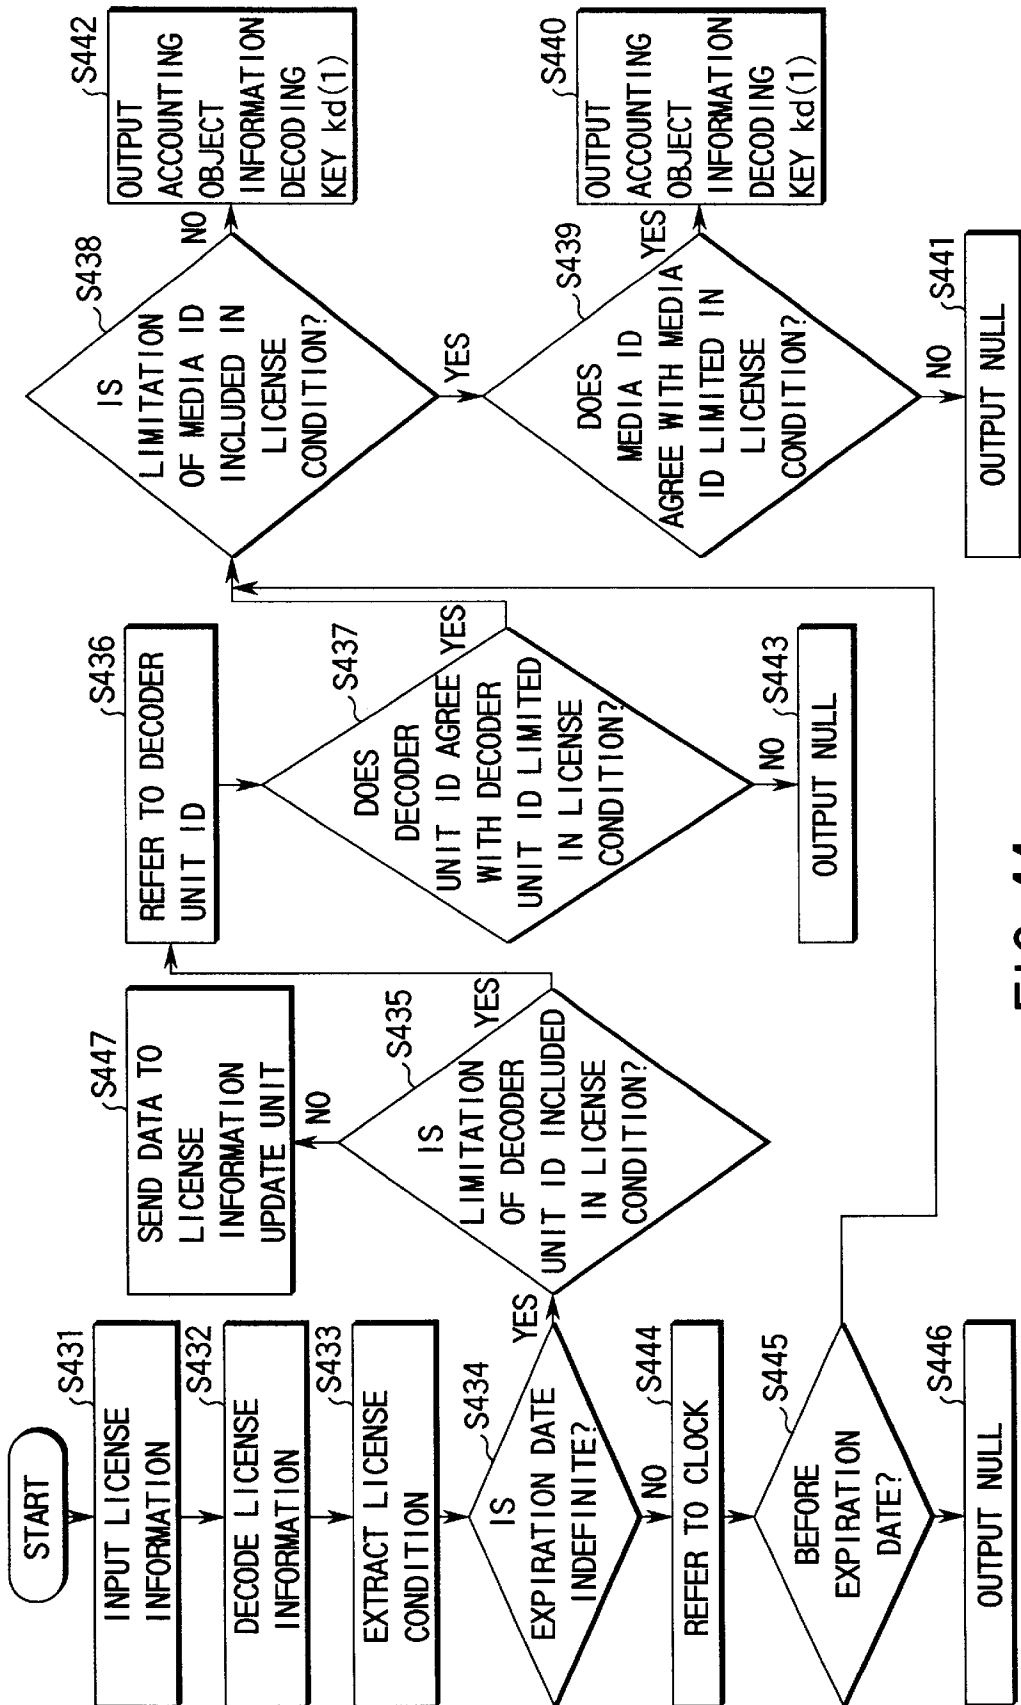 START
S431
INPUT LICENSE
INFORMATION
S432
DECODE LICENSE
INFORMATION
S433
EXTRACT LICENSE
CONDITION
S434
IS
EXPIRATION DATE
INDEFINITE?
YES
NO
S444
REFER TO CLOCK
S445
BEFORE
EXPIRATION
DATE?
S446
OUTPUT NULL
S447
SEND DATA TO
LICENSE
INFORMATION
UPDATE UNIT
NO
S435
IS
LIMITATION
OF DECODER
UNIT ID INCLUDED
IN LICENSE
CONDITION?
YES
S436
REFER TO DECODER
UNIT ID
S437
DOES
DECODER
UNIT ID AGREE
WITH DECODER
UNIT ID LIMITED
IN LICENSE
CONDITION?
YES
NO
S443
OUTPUT NULL
S438
IS
LIMITATION
OF MEDIA ID
INCLUDED IN
LICENSE
CONDITION?
NO
S442
OUTPUT
ACCOUNTING
OBJECT
INFORMATION
DECODING
KEY kd(1)
YES
S439
DOES
MEDIA ID
AGREE WITH MEDIA
ID LIMITED IN
LICENSE
CONDITION?
YES
S440
OUTPUT
ACCOUNTING
OBJECT
INFORMATION
DECODING
KEY kd(1)
NO
S441
OUTPUT NULL